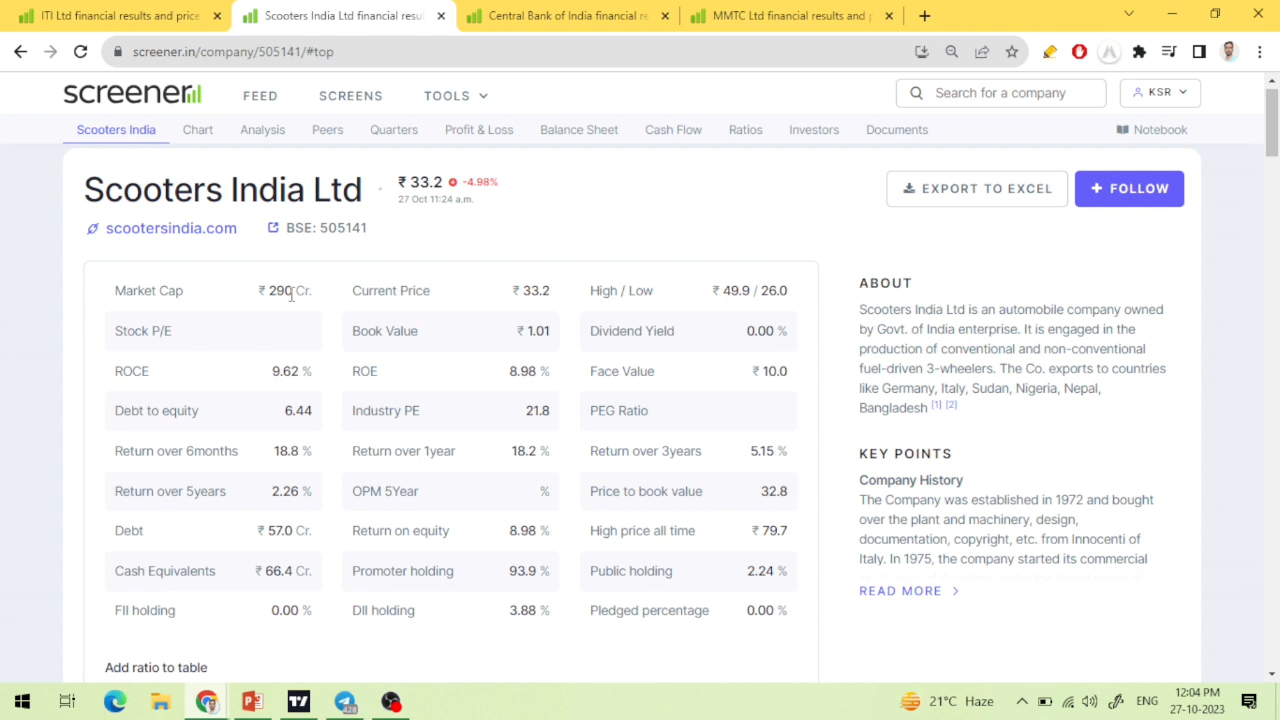 ITI Ltd financial results and price
Scooters India Ltd financial resu
Central Bank of India financial re
MMTC Ltd financial results and p
screener.in/company/505141/#top
screener
FEED
SCREENS
TOOLS
Search for a company
KSR
Scooters India
Chart
Analysis
Peers
Quarters
Profit & Loss
Balance Sheet
Cash Flow
Ratios
Investors
Documents
Notebook
Scooters India Ltd
₹ 33.2 -4.98%
27 Oct 11:24 a.m.
EXPORT TO EXCEL
+ FOLLOW
scootersindia.com
BSE: 505141
Market Cap ₹ 290 Cr.
Current Price ₹ 33.2
High / Low ₹ 49.9 / 26.0
Stock P/E
Book Value ₹ 1.01
Dividend Yield 0.00 %
ROCE 9.62 %
ROE 8.98 %
Face Value ₹ 10.0
Debt to equity 6.44
Industry PE 21.8
PEG Ratio
Return over 6months 18.8 %
Return over 1year 18.2 %
Return over 3years 5.15 %
Return over 5years 2.26 %
OPM 5Year %
Price to book value 32.8
Debt ₹ 57.0 Cr.
Return on equity 8.98 %
High price all time ₹ 79.7
Cash Equivalents ₹ 66.4 Cr.
Promoter holding 93.9 %
Public holding 2.24 %
FII holding 0.00 %
DII holding 3.88 %
Pledged percentage 0.00 %
Add ratio to table
ABOUT
Scooters India Ltd is an automobile company owned
by Govt. of India enterprise. It is engaged in the
production of conventional and non-conventional
fuel-driven 3-wheelers. The Co. exports to countries
like Germany, Italy, Sudan, Nigeria, Nepal,
Bangladesh [1] [2]
KEY POINTS
Company History
The Company was established in 1972 and bought
over the plant and machinery, design,
documentation, copyright, etc. from Innocenti of
Italy. In 1975, the company started its commercial
READ MORE
21°C Haze
ENG
12:04 PM
27-10-2023